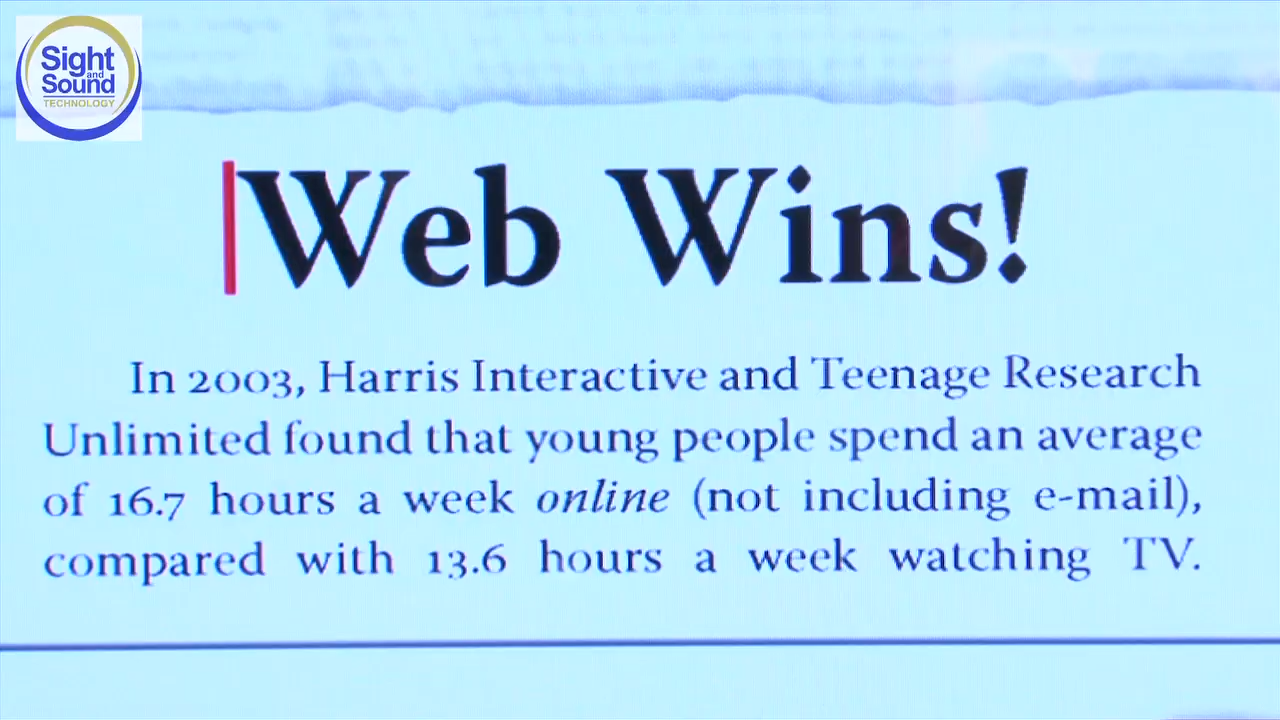 Sight
and
Sound
TECHNOLOGY
Web Wins!
In 2003, Harris Interactive and Teenage Research
Unlimited found that young people spend an average
of 16.7 hours a week online (not including e-mail),
compared with 13.6 hours a week watching TV.